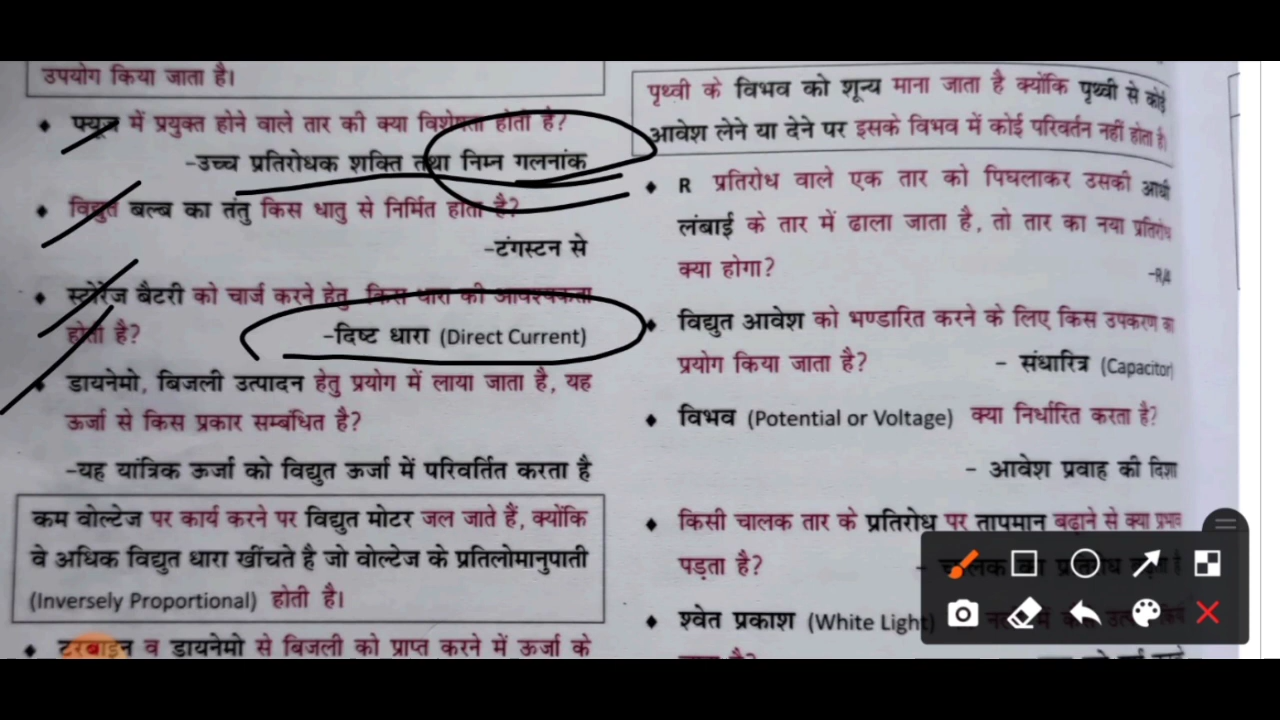 उपयोग किया जाता है।
फ्यूज में प्रयुक्त होने वाले तार की क्या विशेषता होती है?
-उच्च प्रतिरोधक शक्ति तथा निम्न गलनांक
विद्युत बल्ब का तंतु किस धातु से निर्मित होता है?
-टंगस्टन से
स्टोरेज बैटरी को चार्ज करने हेतु किस धारा की आवश्यकता
होती है?
-दिष्ट धारा (Direct Current)
डायनेमो, बिजली उत्पादन हेतु प्रयोग में लाया जाता है, यह
ऊर्जा से किस प्रकार सम्बंधित है?
-यह यांत्रिक ऊर्जा को विद्युत ऊर्जा में परिवर्तित करता है
कम वोल्टेज पर कार्य करने पर विद्युत मोटर जल जाते हैं, क्योंकि
वे अधिक विद्युत धारा खींचते है जो वोल्टेज के प्रतिलोमानुपाती
(Inversely Proportional) होती है।
टरबाइन व डायनेमो से बिजली को प्राप्त करने में ऊर्जा के
पृथ्वी के विभव को शून्य माना जाता है क्योंकि पृथ्वी से कोई
आवेश लेने या देने पर इसके विभव में कोई परिवर्तन नहीं होता है।
R प्रतिरोध वाले एक तार को पिघलाकर उसकी आधी
लंबाई के तार में ढाला जाता है, तो तार का नया प्रतिरोध
क्या होगा?
-R/4
विद्युत आवेश को भण्डारित करने के लिए किस उपकरण का
प्रयोग किया जाता है?
- संधारित्र (Capacitor)
विभव (Potential or Voltage) क्या निर्धारित करता है?
- आवेश प्रवाह की दिशा
किसी चालक तार के प्रतिरोध पर तापमान बढ़ाने से क्या प्रभाव
पड़ता है?
श्वेत प्रकाश (White Light)